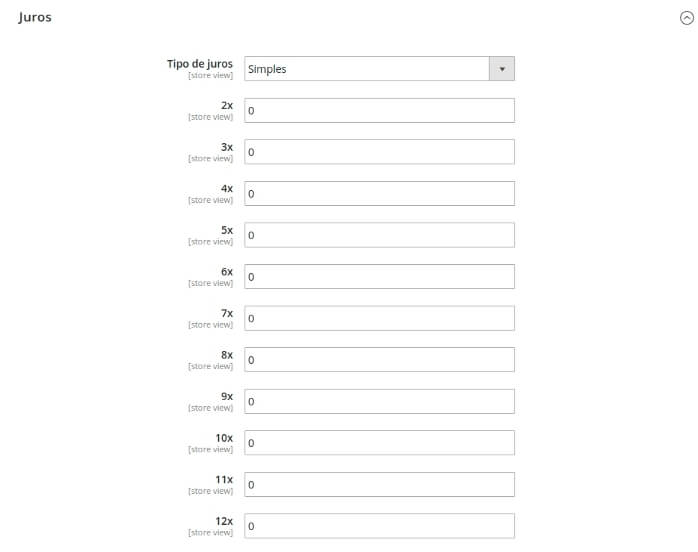 Juros
Tipo de juros
[store view]
Simples
2x
[store view]
0
3x
[store view]
0
4x
[store view]
0
5x
[store view]
0
6x
[store view]
0
7x
[store view]
0
8x
[store view]
0
9x
[store view]
0
10x
[store view]
0
11x
[store view]
0
12x
[store view]
0